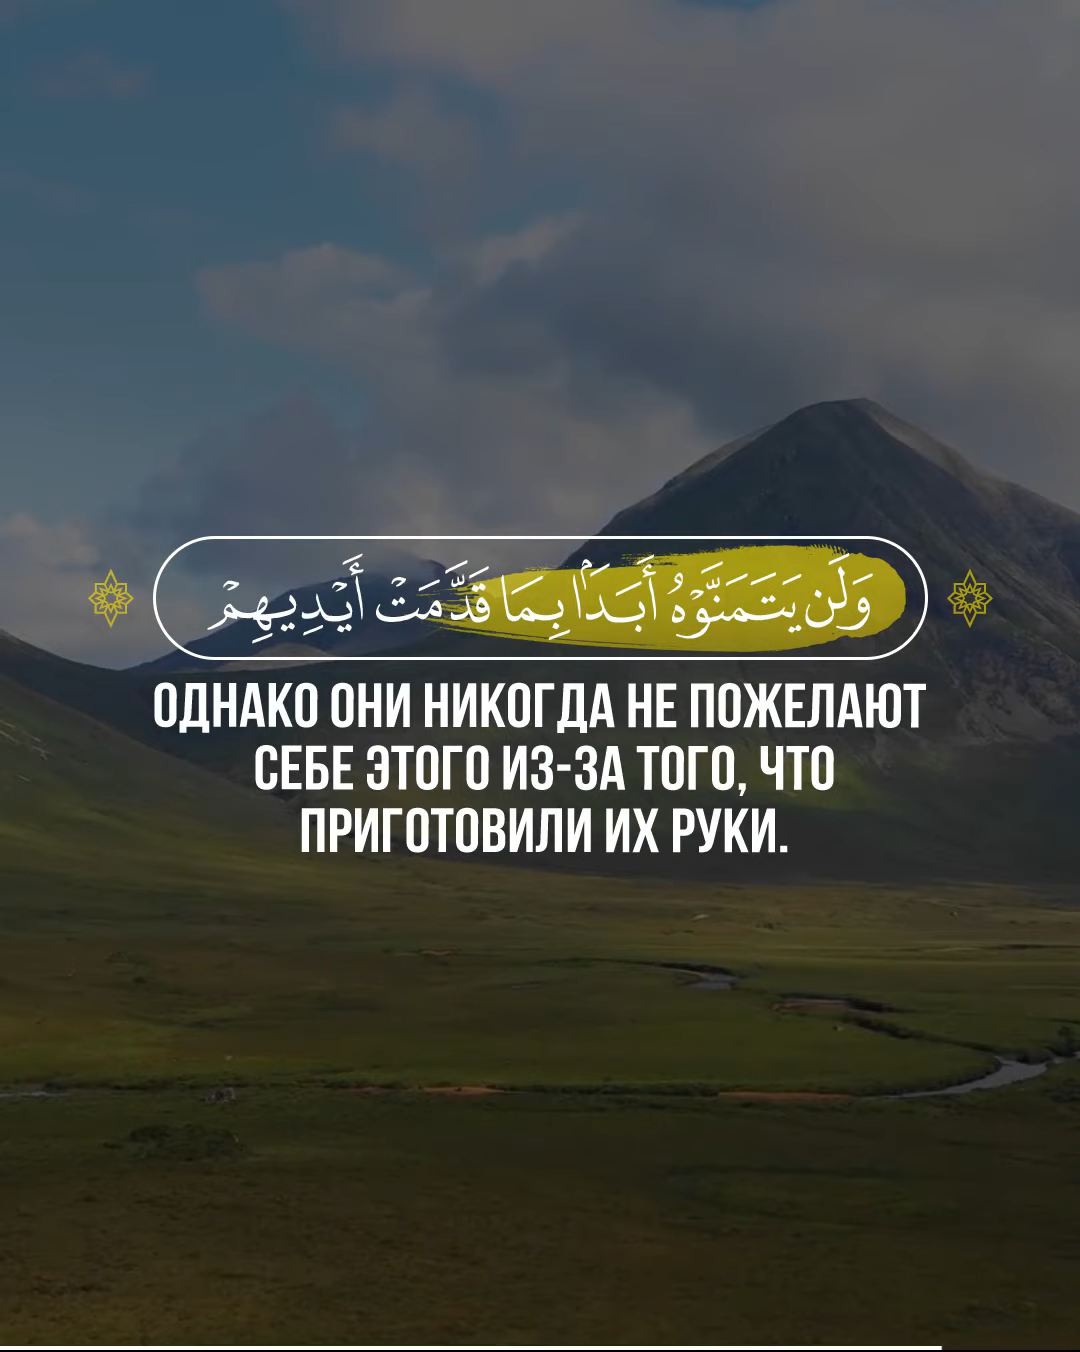 وَلَن يَتَمَنَّوْهُ أَبَدًۢا بِمَا قَدَّمَتْ أَيْدِيهِمْ
ОДНАКО ОНИ НИКОГДА НЕ ПОЖЕЛАЮТ
СЕБЕ ЭТОГО ИЗ-ЗА ТОГО, ЧТО
ПРИГОТОВИЛИ ИХ РУКИ.